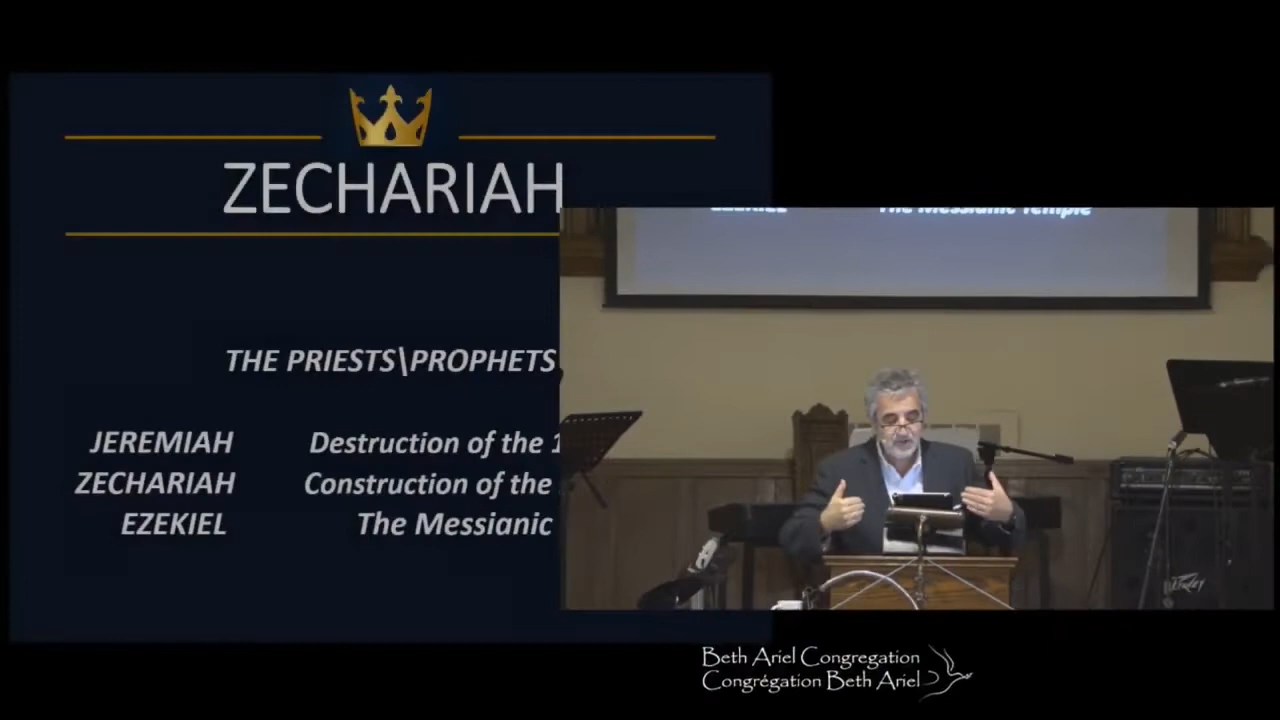 ZECHARIAH
THE PRIESTS\PROPHETS
JEREMIAH Destruction of the 1
ZECHARIAH Construction of the
EZEKIEL The Messianic
The Messianic Temple
PEAVEY
Beth Ariel Congregation
Congrégation Beth Ariel